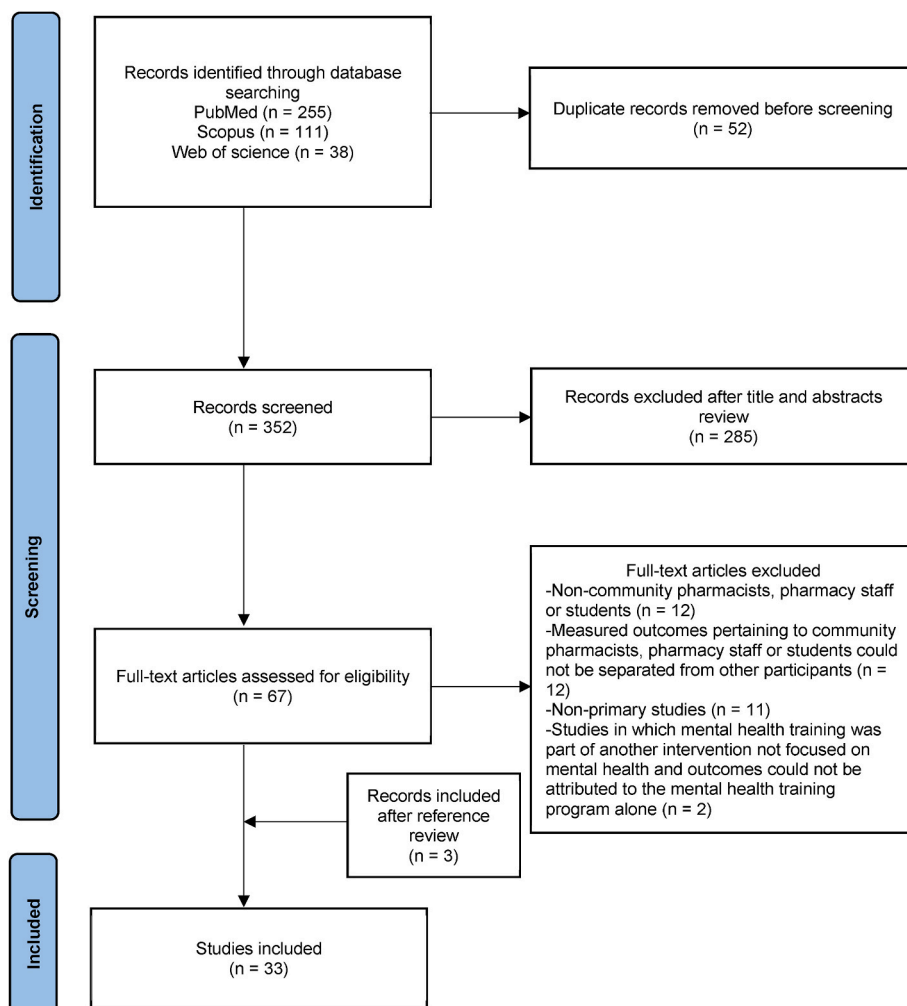 Identification
Records identified through database
searching
PubMed (n = 255)
Scopus (n = 111)
Web of science (n = 38)
Duplicate records removed before screening
(n = 52)
Screening
Records screened
(n = 352)
Records excluded after title and abstracts
review
(n = 285)
Full-text articles assessed for eligibility
(n = 67)
Full-text articles excluded
-Non-community pharmacists, pharmacy staff
or students (n = 12)
-Measured outcomes pertaining to community
pharmacists, pharmacy staff or students could
not be separated from other participants (n =
12)
-Non-primary studies (n = 11)
-Studies in which mental health training was
part of another intervention not focused on
mental health and outcomes could not be
attributed to the mental health training
program alone (n = 2)
Records included
after reference
review
(n = 3)
Included
Studies included
(n = 33)